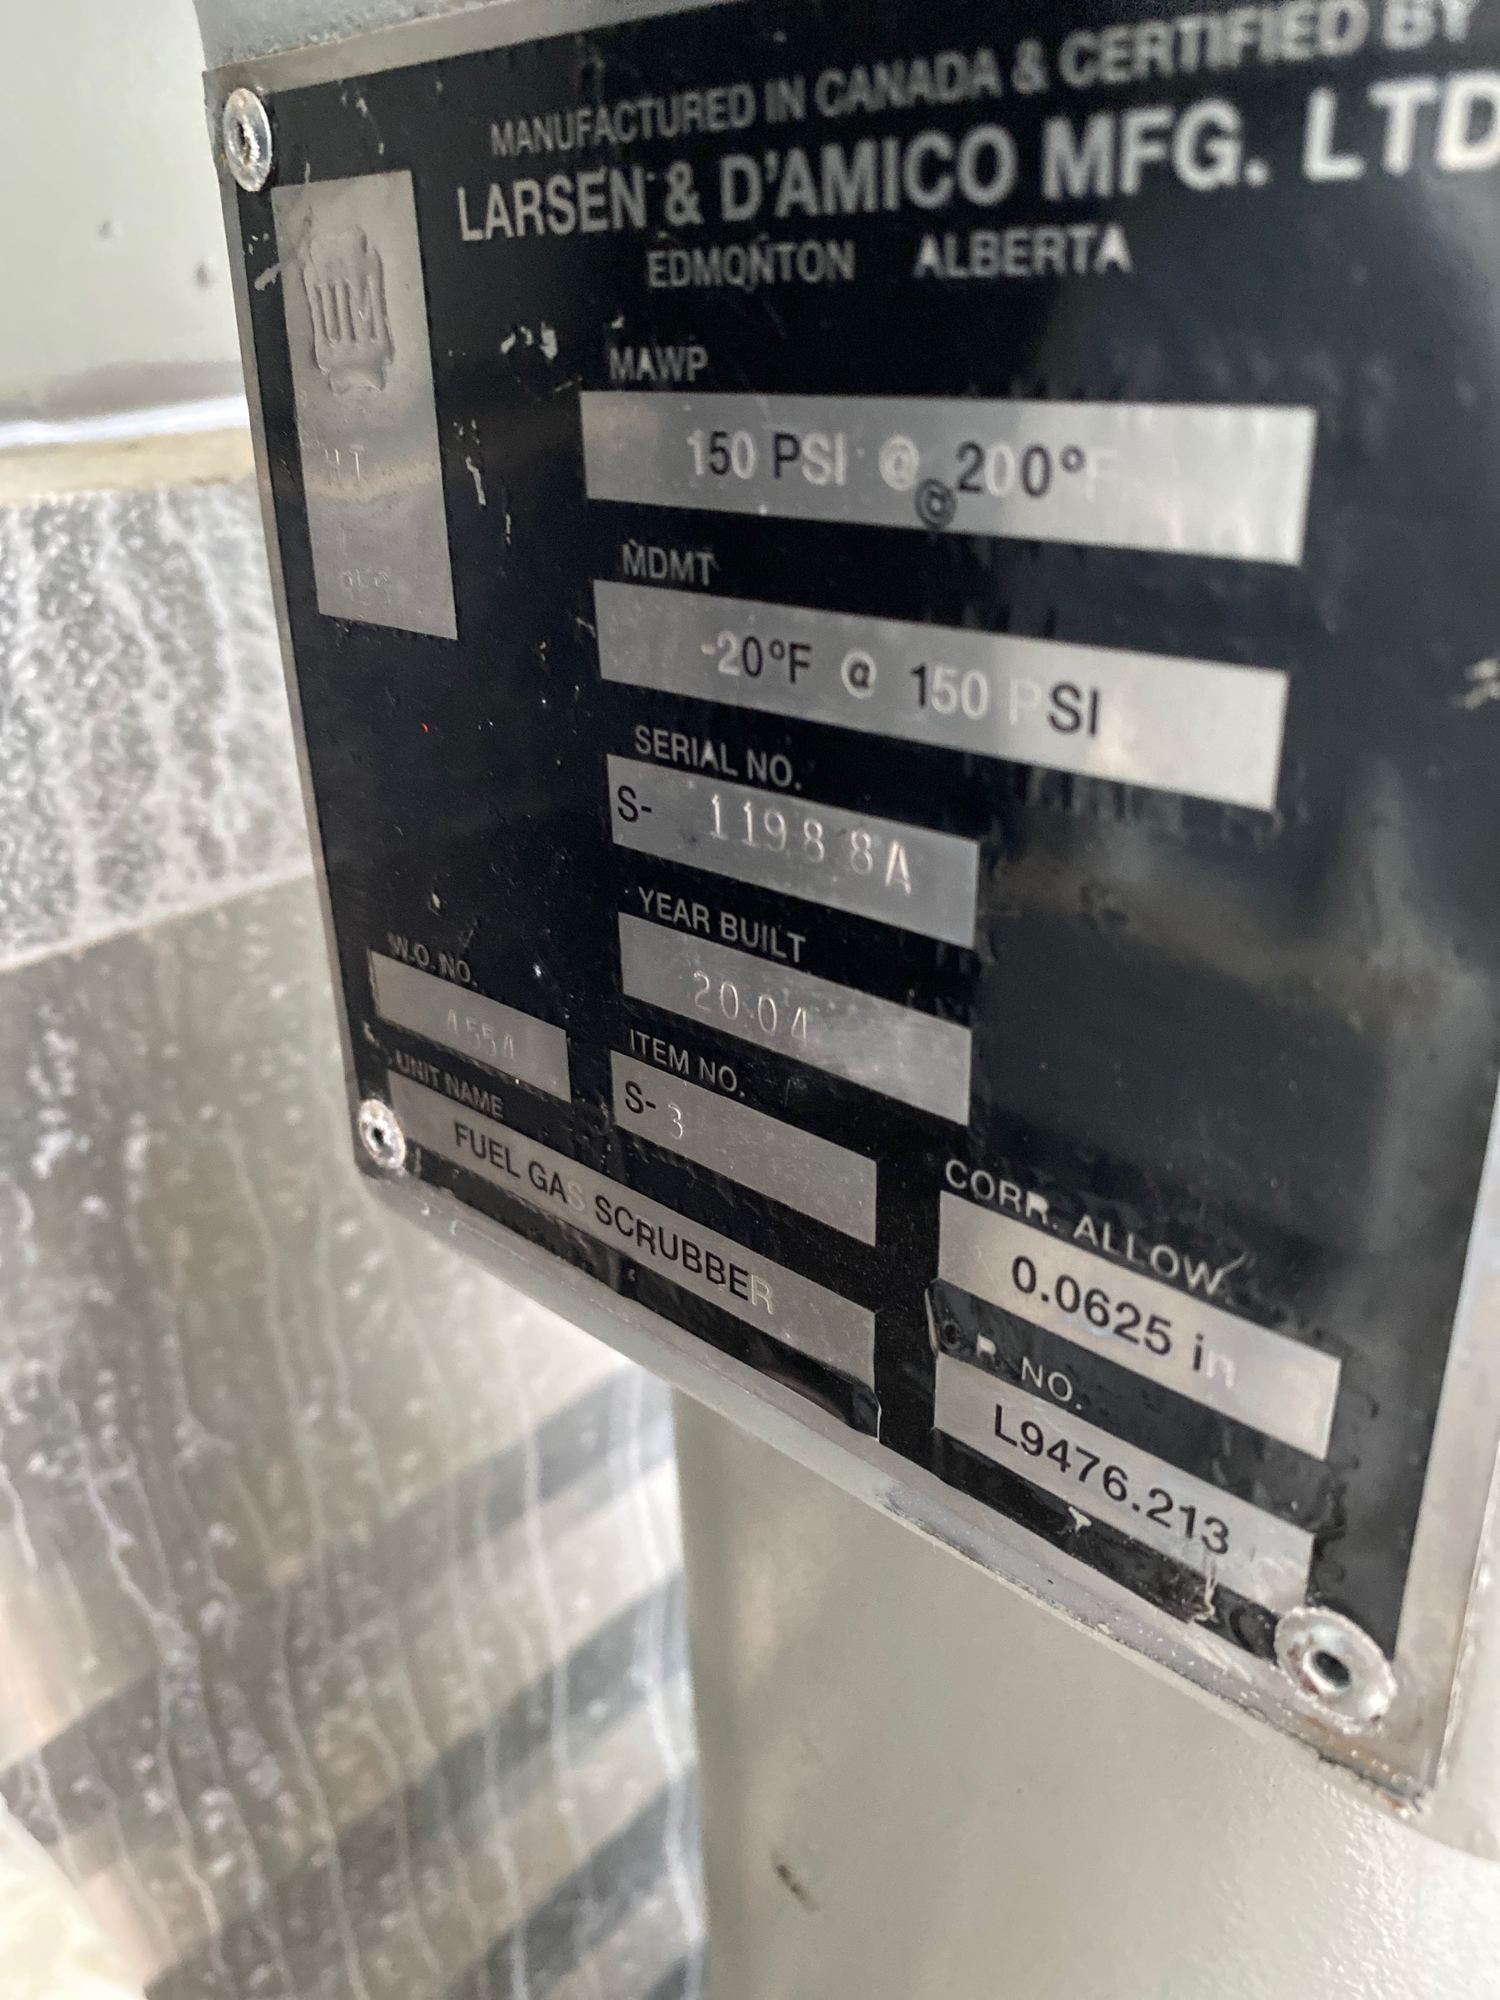 MANUFACTURED IN CANADA & CERTIFIED BY
LARSEN & D'AMICO MFG. LTD
EDMONTON ALBERTA
UM
HT
MAWP
150 PSI @ @ 200°F
MDMT
-20°F @ 150 PSI
SERIAL NO.
S- 11988A
YEAR BUILT
2004
W.O. NO.
4554
ITEM NO.
S- 3
UNIT NAME
FUEL GAS SCRUBBER
CORR. ALLOW.
0.0625 in
C.R. NO.
L9476.213